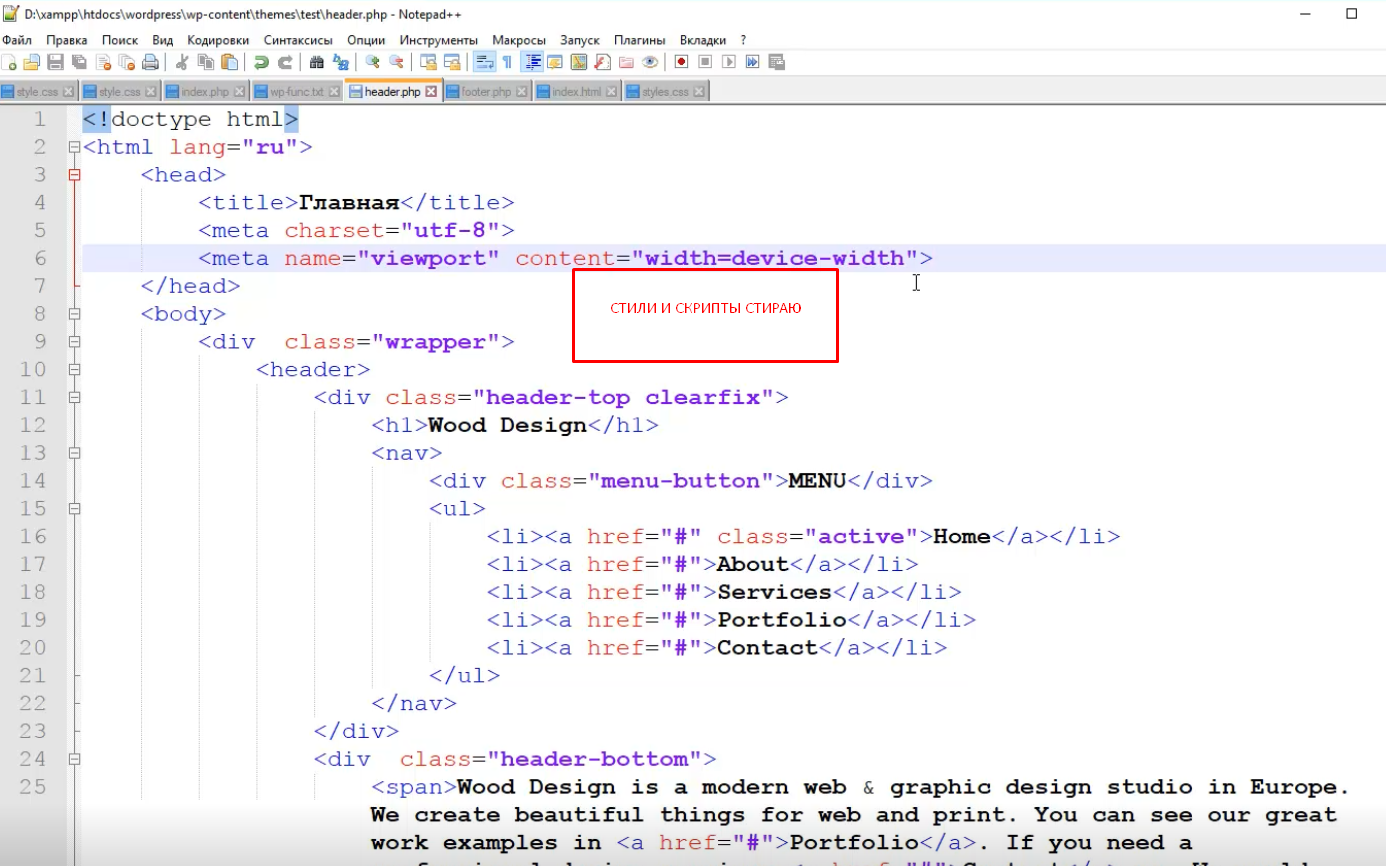 D:\xampp\htdocs\wordpress\wp-content\themes\test\header.php - Notepad++
Файл Правка Поиск Вид Кодировки Синтаксисы Опции Инструменты Макросы Запуск Плагины Вкладки ?
style.css style.css index.php wp-func.txt header.php footer.php index.html styles.css
1 <!doctype html>
2 <html lang="ru">
3 <head>
4 <title>Главная</title>
5 <meta charset="utf-8">
6 <meta name="viewport" content="width=device-width">
7 </head>
СТИЛИ И СКРИПТЫ СТИРАЮ
8 <body>
9 <div class="wrapper">
10 <header>
11 <div class="header-top clearfix">
12 <h1>Wood Design</h1>
13 <nav>
14 <div class="menu-button">MENU</div>
15 <ul>
16 <li><a href="#" class="active">Home</a></li>
17 <li><a href="#">About</a></li>
18 <li><a href="#">Services</a></li>
19 <li><a href="#">Portfolio</a></li>
20 <li><a href="#">Contact</a></li>
21 </ul>
22 </nav>
23 </div>
24 <div class="header-bottom">
25 <span>Wood Design is a modern web & graphic design studio in Europe.
We create beautiful things for web and print. You can see our great
work examples in <a href="#">Portfolio</a>. If you need a